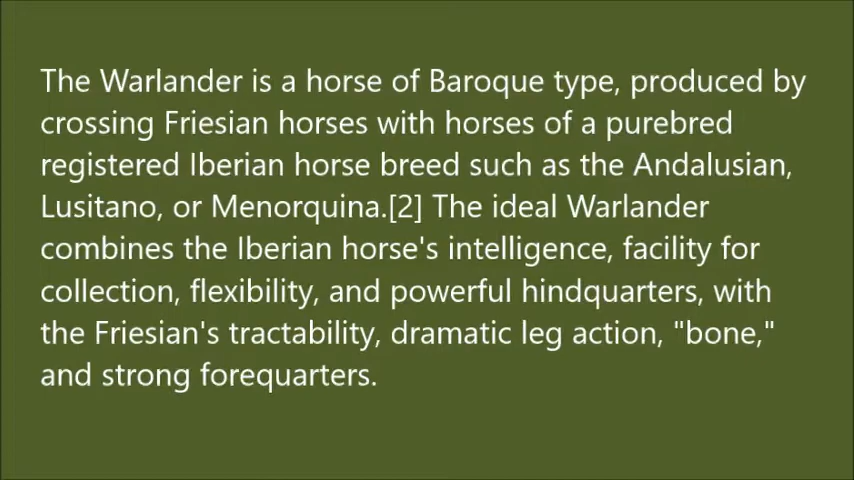 The Warlander is a horse of Baroque type, produced by
crossing Friesian horses with horses of a purebred
registered Iberian horse breed such as the Andalusian,
Lusitano, or Menorquina.[2] The ideal Warlander
combines the Iberian horse's intelligence, facility for
collection, flexibility, and powerful hindquarters, with
the Friesian's tractability, dramatic leg action, "bone,"
and strong forequarters.